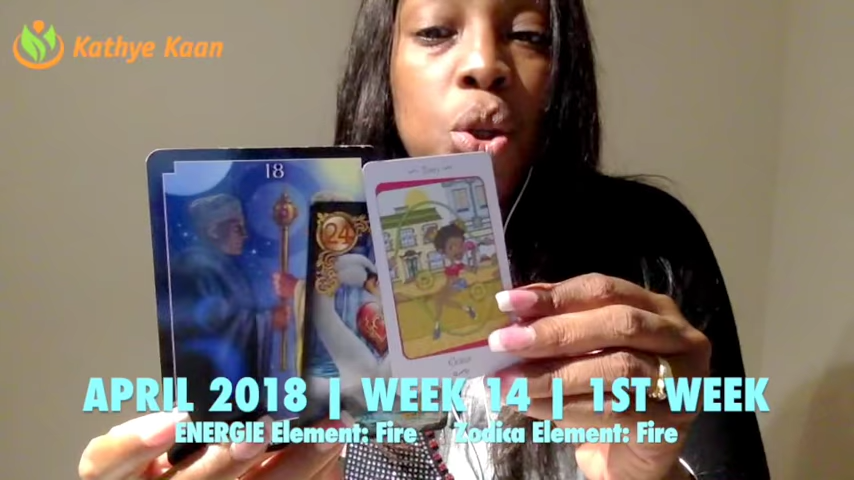 Kathye Kaan
18
24
APRIL 2018 | WEEK 14 | 1ST WEEK
ENERGIE Element: Fire Zodica Element: Fire